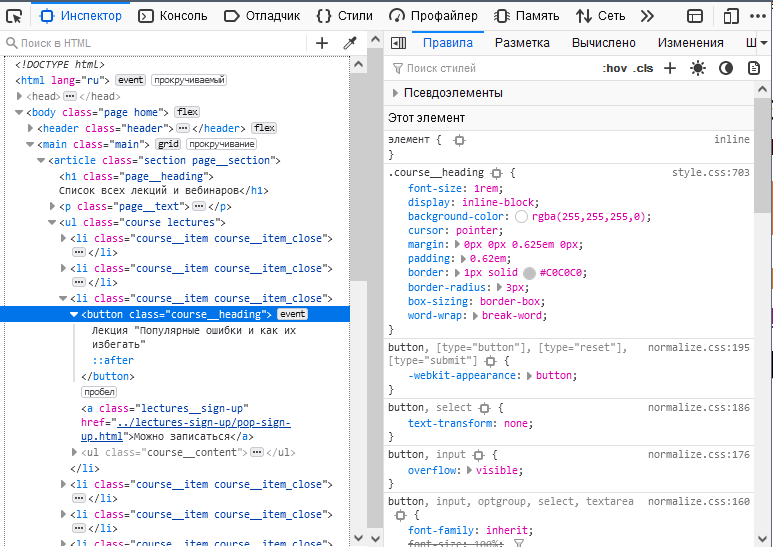 Инспектор Консоль Отладчик {} Стили Профайлер Память Сеть
Поиск в HTML
<!DOCTYPE html>
<html lang="ru"> event прокручиваемый
<head> ⋯ </head>
<body class="page home"> flex
<header class="header"> ⋯ </header> flex
<main class="main"> grid прокручивание
<article class="section page__section">
<h1 class="page__heading">
Список всех лекций и вебинаров</h1>
<p class="page__text"> ⋯ </p>
<ul class="course lectures">
<li class="course__item course__item_close">
⋯ </li>
<li class="course__item course__item_close">
⋯ </li>
<li class="course__item course__item_close">
<button class="course__heading"> event
Лекция "Популярные ошибки и как их
избегать"
::after
</button>
пробел
<a class="lectures__sign-up"
href="../lectures-sign-up/pop-sign-
up.html">Можно записаться</a>
<ul class="course__content"> ⋯ </ul>
</li>
<li class="course__item course__item_close">
⋯ </li>
<li class="course__item course__item_close">
⋯ </li>
<li class="course__item course__item_close">
Правила Разметка Вычислено Изменения Ш
Поиск стилей :hov .cls
Псевдоэлементы
Этот элемент
элемент { inline
}
.course__heading { style.css:703
font-size: 1rem;
display: inline-block;
background-color: rgba(255,255,255,0);
cursor: pointer;
margin: 0px 0px 0.625em 0px;
padding: 0.62em;
border: 1px solid #C0C0C0;
border-radius: 3px;
box-sizing: border-box;
word-wrap: break-word;
}
button, [type="button"], [type="reset"], normalize.css:195
[type="submit"] {
-webkit-appearance: button;
}
button, select { normalize.css:186
text-transform: none;
}
button, input { normalize.css:176
overflow: visible;
}
button, input, optgroup, select, textarea normalize.css:160
{
font-family: inherit;
font-size: 100%;